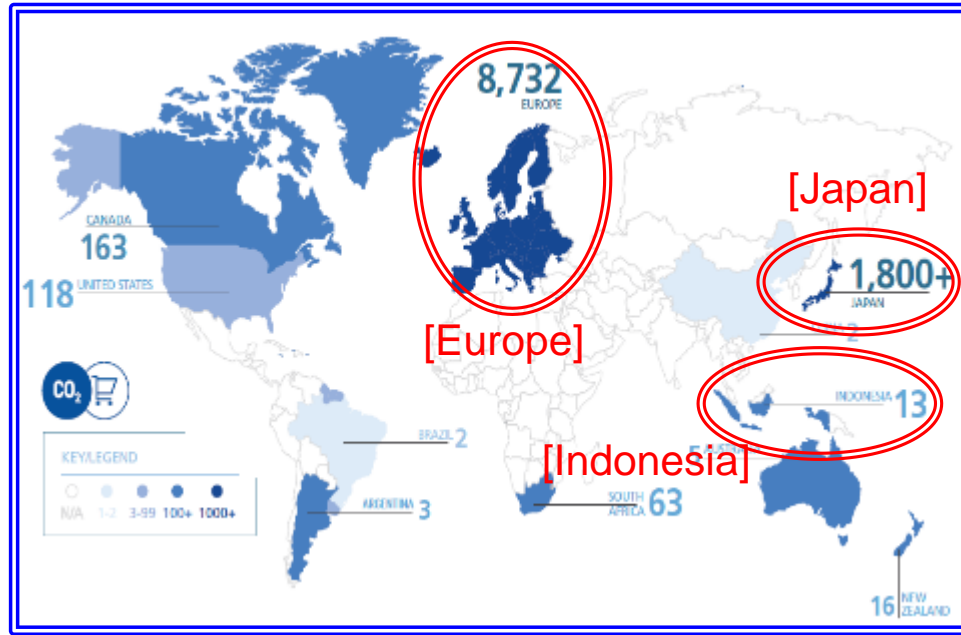 8,732
EUROPE
[Japan]
CANADA
163
1,800+
JAPAN
118 UNITED STATES
[Europe]
2
CO₂
INDONESIA 13
BRAZIL 2
KEY/LEGEND
[Indonesia]
N/A 1-2 3-99 100+ 1000+
ARGENTINA 3
SOUTH
AFRICA 63
16 NEW
ZEALAND